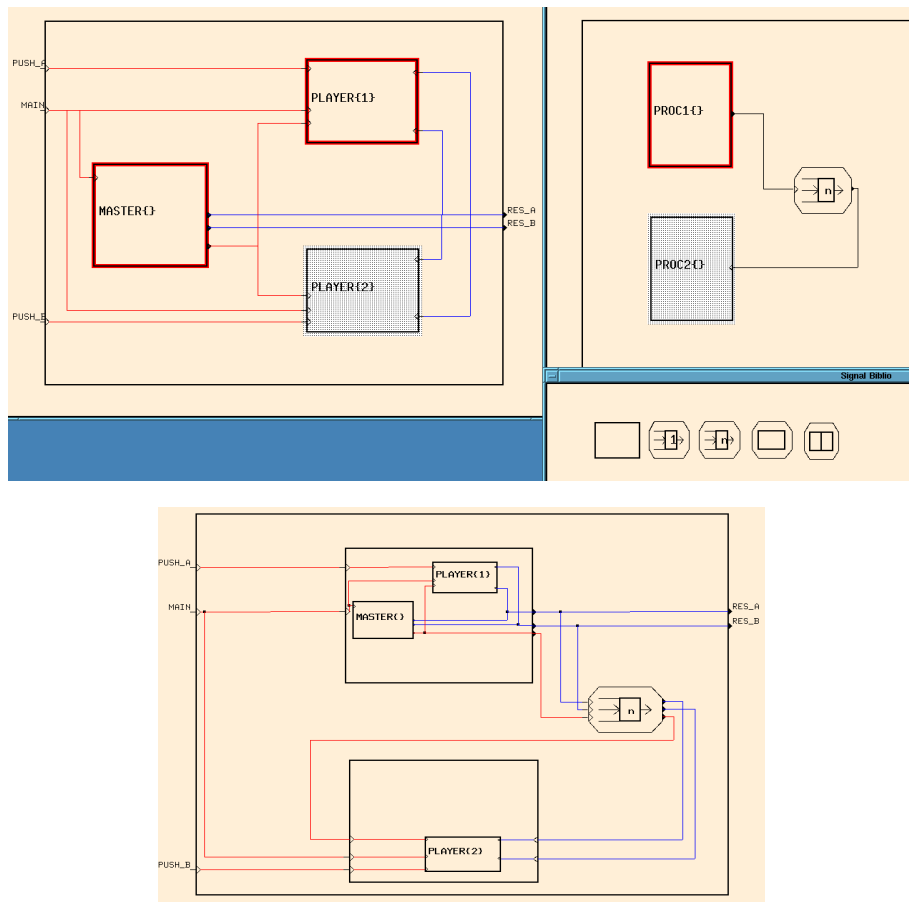 PUSH_A
PLAYER{1}
MAIN
MASTER{}
RES_A
RES_B
PLAYER{2}
PUSH_B
PROC1{}
n
PROC2{}
Signal Biblio
1
n
PUSH_A
PLAYER(1)
MAIN
MASTER()
RES_A
RES_B
n
PLAYER(2)
PUSH_B